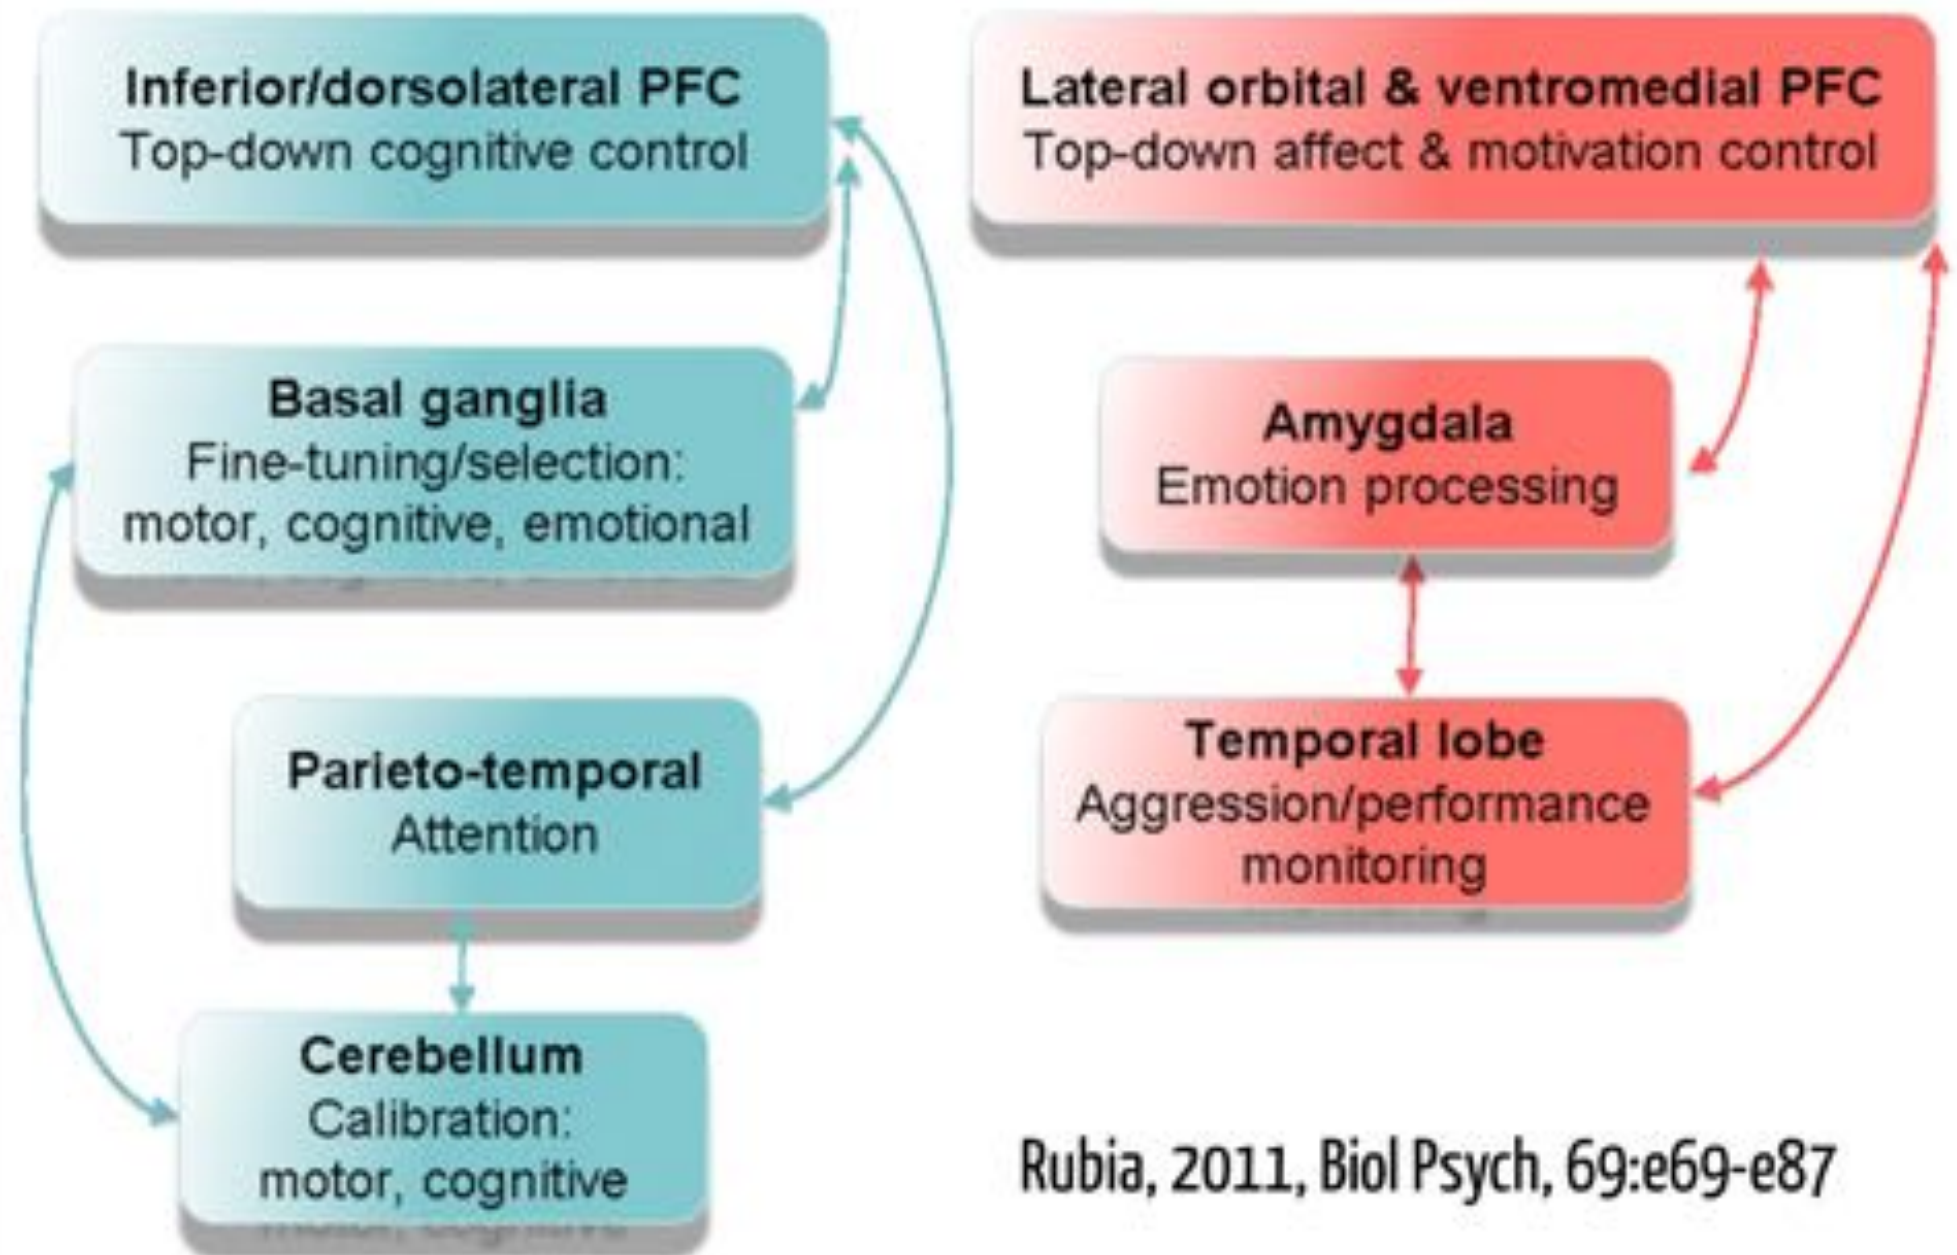 Inferior/dorsolateral PFC
Top-down cognitive control
Basal ganglia
Fine-tuning/selection:
motor, cognitive, emotional
Parieto-temporal
Attention
Cerebellum
Calibration:
motor, cognitive
Lateral orbital & ventromedial PFC
Top-down affect & motivation control
Amygdala
Emotion processing
Temporal lobe
Aggression/performance
monitoring
Rubia, 2011, Biol Psych, 69:e69-e87